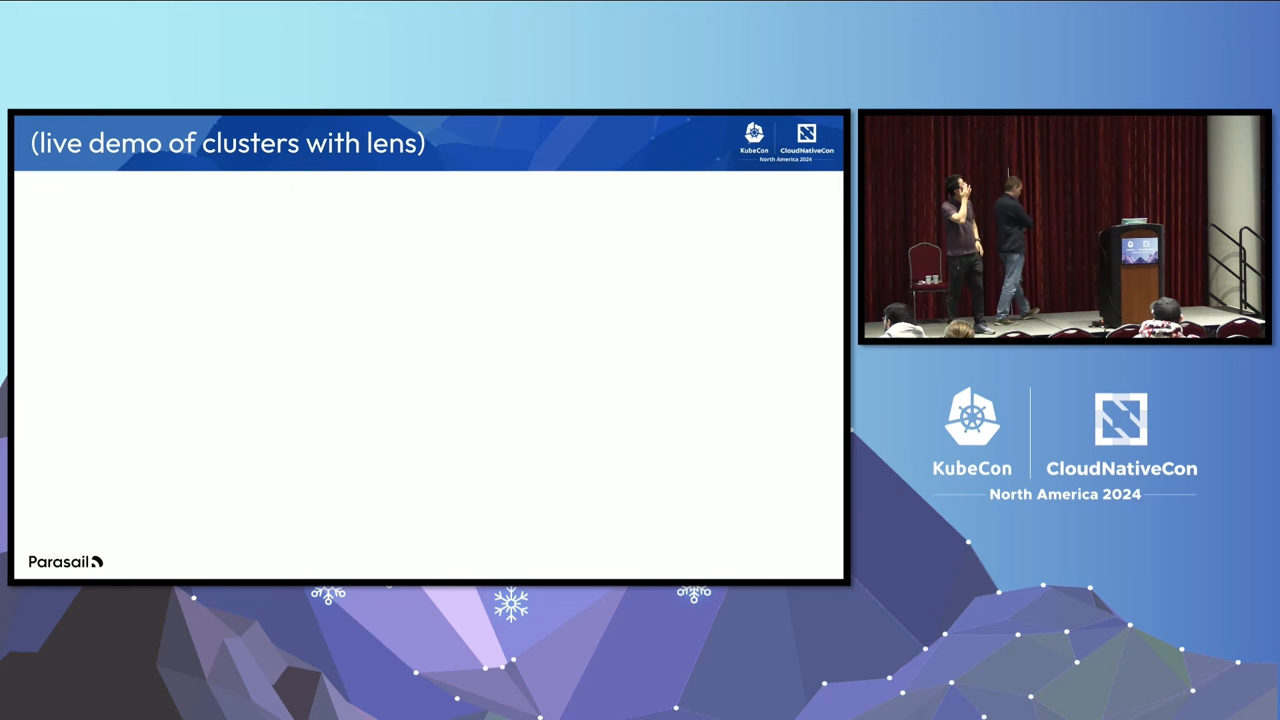 (live demo of clusters with lens)
KubeCon
CloudNativeCon
North America 2024
Parasail
KubeCon
CloudNativeCon
North America 2024